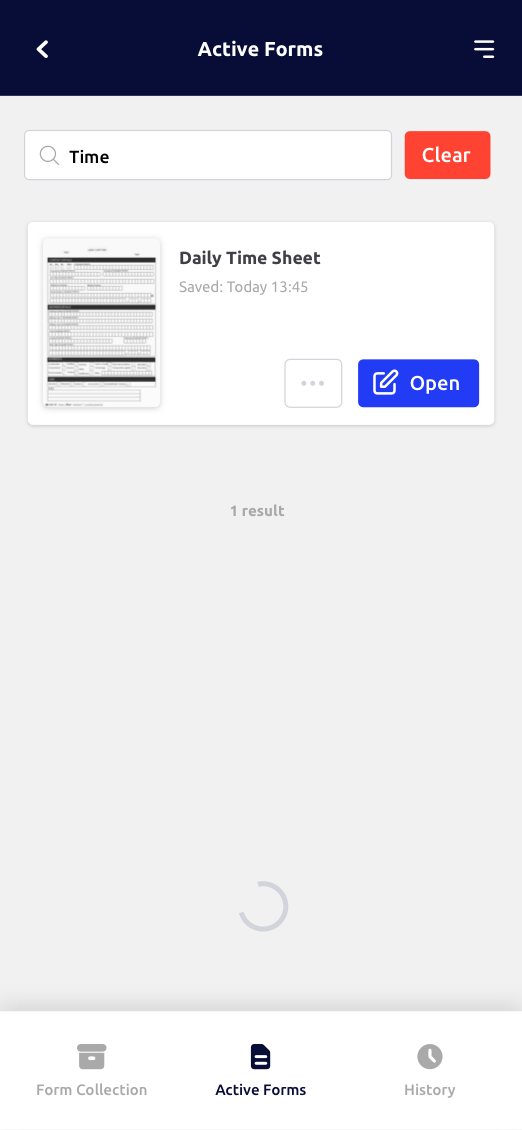 Active Forms
Time
Clear
Daily Time Sheet
Saved: Today 13:45
Open
1 result
Form Collection
Active Forms
History